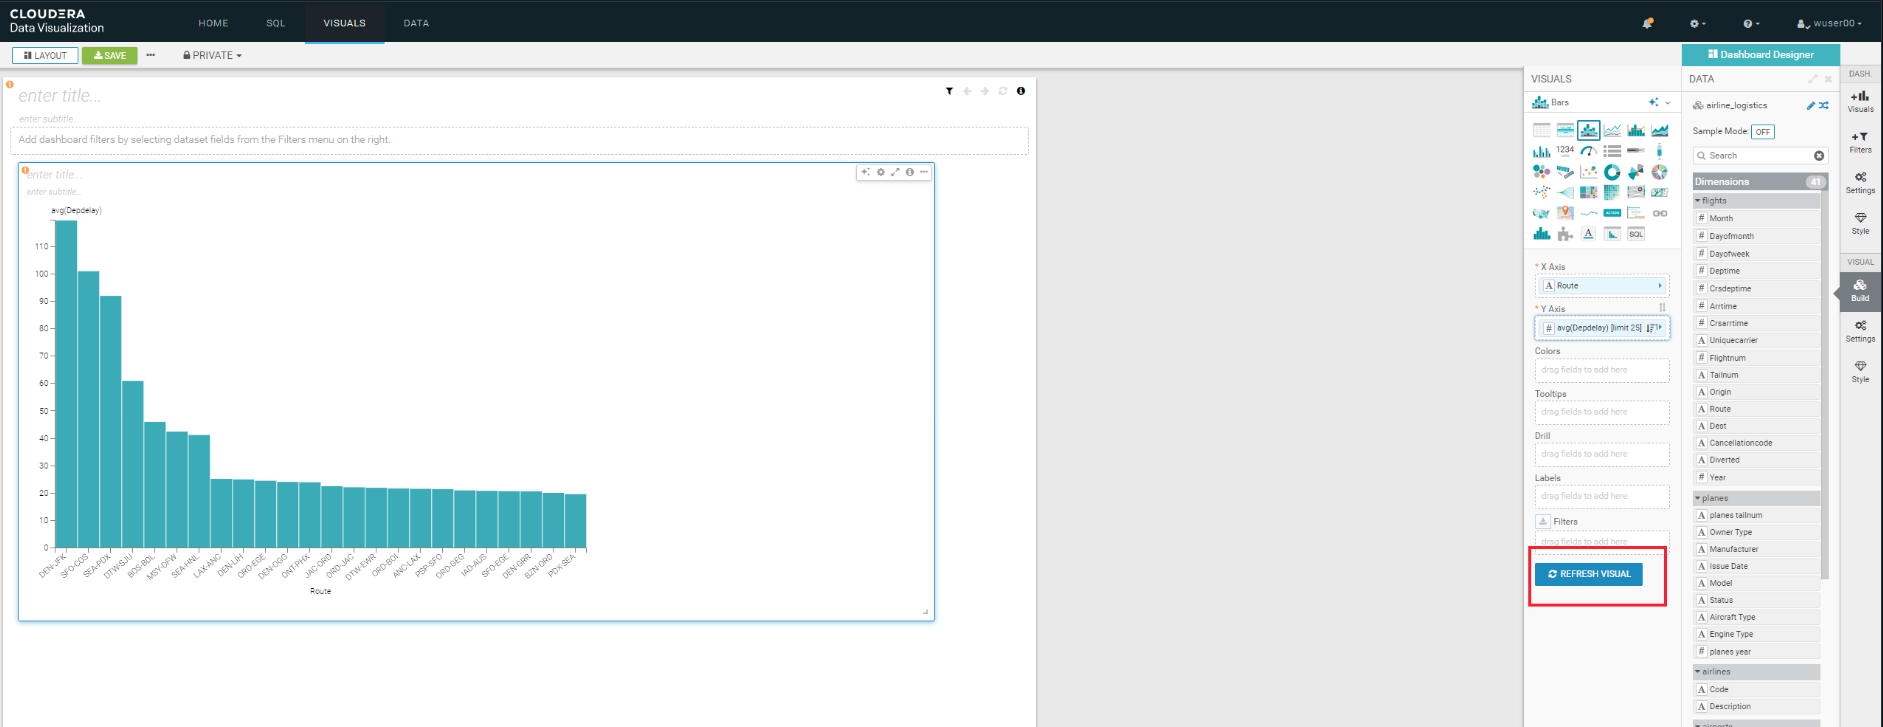 CLOUDERA
Data Visualization
HOME
SQL
VISUALS
DATA
wuser00
LAYOUT
SAVE
PRIVATE
Dashboard Designer
enter title...
enter subtitle...
Add dashboard filters by selecting dataset fields from the Filters menu on the right.
enter title...
enter subtitle...
avg(Depdelay)
110
100
90
80
70
60
50
40
30
20
10
0
DEN-JFK
SFO-COS
SEA-PDX
DTW-SJU
BOS-BDL
MSY-DFW
SEA-HNL
LAX-ANC
DEN-LIH
ORD-EGE
DEN-OGG
ONT-PHX
JAC-ORD
ORD-JAC
DTW-EWR
ORD-BOI
ANC-LAX
PSP-SFO
ORD-GEG
IAD-AUS
SFO-EGE
DEN-GRR
BZN-ORD
PDX-SEA
Route
VISUALS
Bars
1234
SQL
* X Axis
A Route
* Y Axis
# avg(Depdelay) [limit 25]
Colors
drag fields to add here
Tooltips
drag fields to add here
Drill
drag fields to add here
Labels
drag fields to add here
Filters
drag fields to add here
REFRESH VISUAL
DATA
airline_logistics
Sample Mode: OFF
Search
Dimensions 41
flights
# Month
# Dayofmonth
# Dayofweek
# Deptime
# Crsdeptime
# Arrtime
# Crsarrtime
A Uniquecarrier
# Flightnum
A Tailnum
A Origin
A Route
A Dest
A Cancellationcode
A Diverted
# Year
planes
A planes tailnum
A Owner Type
A Manufacturer
A Issue Date
A Model
A Status
A Aircraft Type
A Engine Type
# planes year
airlines
A Code
A Description
airports
DASH.
Visuals
Filters
Settings
Style
VISUAL
Build
Settings
Style